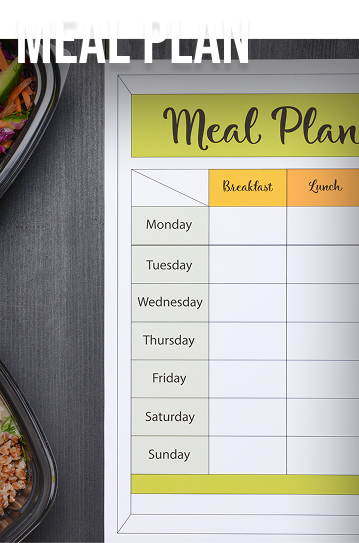 MEAL PLAN
Meal Plan
Breakfast Lunch
Monday
Tuesday
Wednesday
Thursday
Friday
Saturday
Sunday